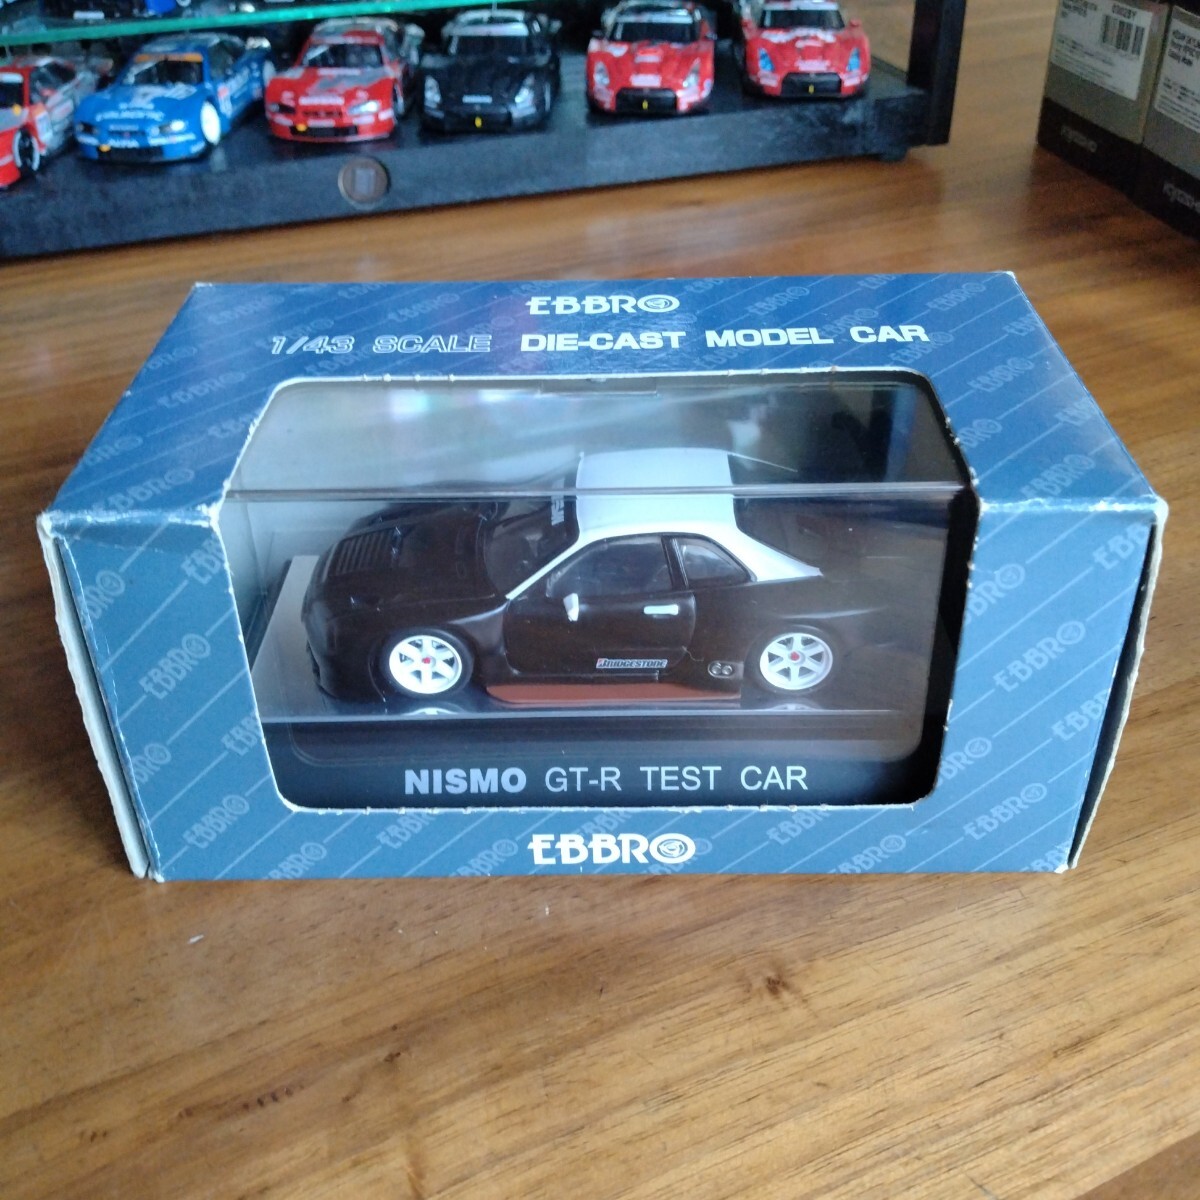 EBBRO
1/43 SCALE DIE-CAST MODEL CAR
BRIDGESTONE
NISMO GT-R TEST CAR
EBBRO